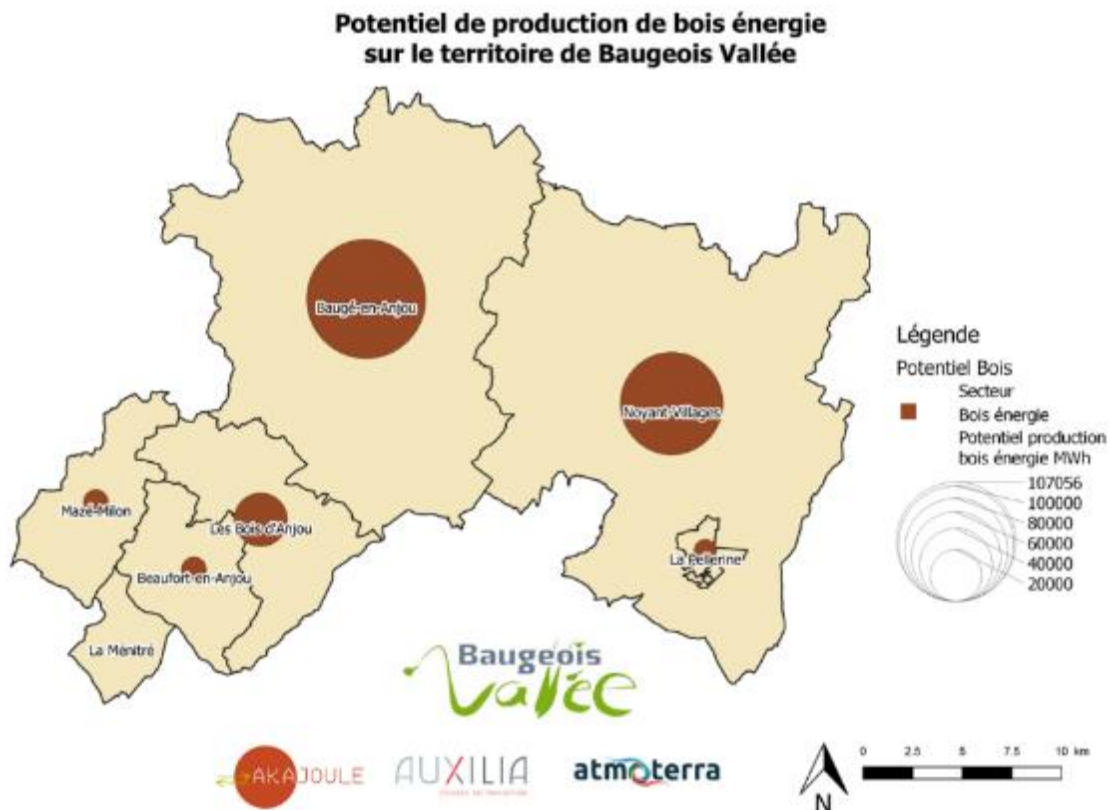 Potentiel de production de bois énergie
sur le territoire de Baugeois Vallée
Baugé-en-Anjou
Noyant-Villages
Mazé-Milon
Les Bois d'Anjou
Beaufort-en-Anjou
La Pellerine
La Ménitré
Légende
Potentiel Bois
Secteur
Bois énergie
Potentiel production
bois énergie MWh
107056
100000
80000
60000
40000
20000
Baugeois
Vallée
AKAJOULE
AUXILIA
atmoterra
0 2.5 5 7.5 10 km
N